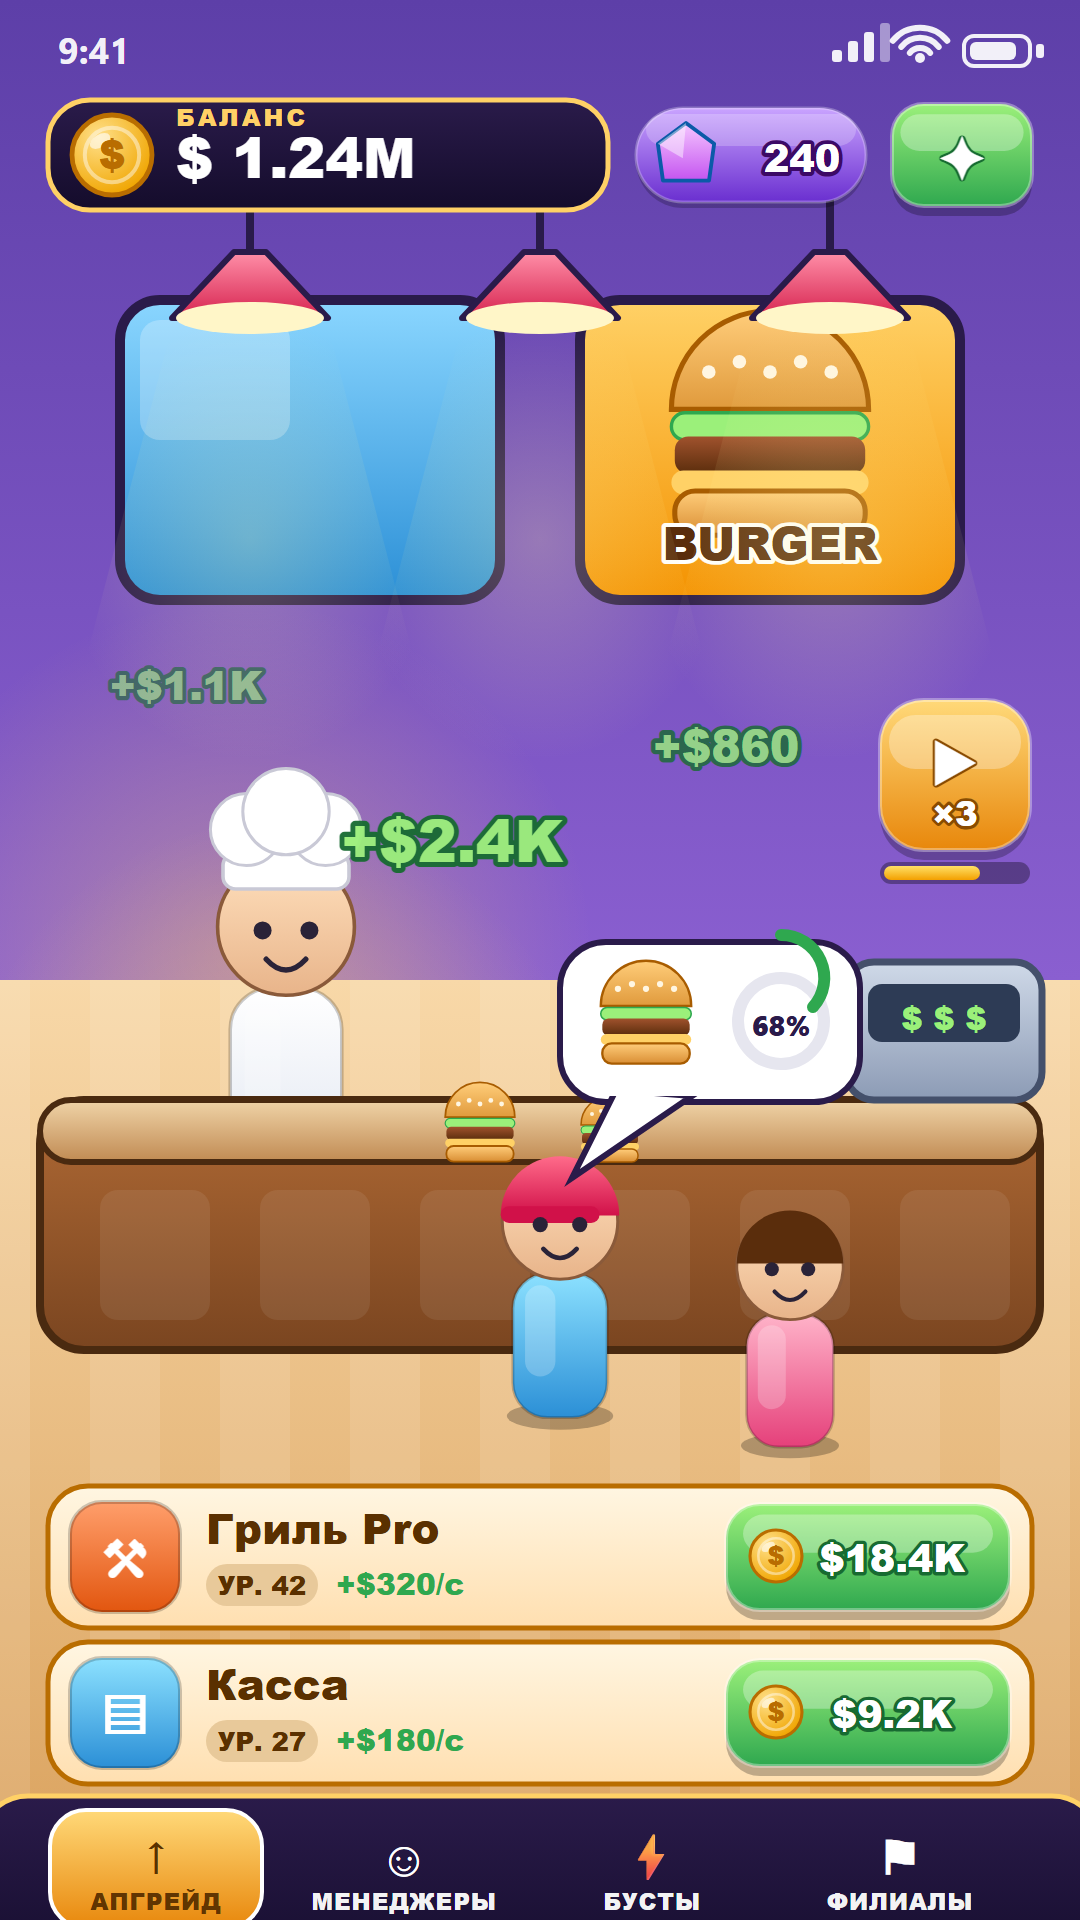 9:41
БАЛАНС
$ 1.24M
240
BURGER
+$1.1K
+$860
×3
+$2.4K
68%
$ $ $
Гриль Pro
УР. 42 +$320/с
$18.4K
Касса
УР. 27 +$180/с
$9.2K
АПГРЕЙД МЕНЕДЖЕРЫ БУСТЫ ФИЛИАЛЫ